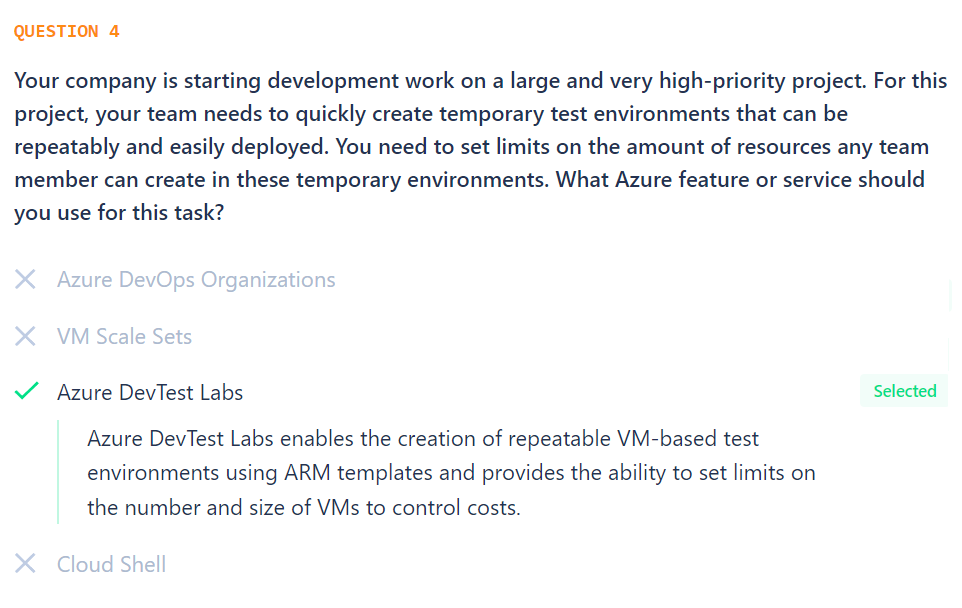 QUESTION 4
Your company is starting development work on a large and very high-priority project. For this
project, your team needs to quickly create temporary test environments that can be
repeatably and easily deployed. You need to set limits on the amount of resources any team
member can create in these temporary environments. What Azure feature or service should
you use for this task?
Azure DevOps Organizations
VM Scale Sets
Azure DevTest Labs
Selected
Azure DevTest Labs enables the creation of repeatable VM-based test
environments using ARM templates and provides the ability to set limits on
the number and size of VMs to control costs.
Cloud Shell